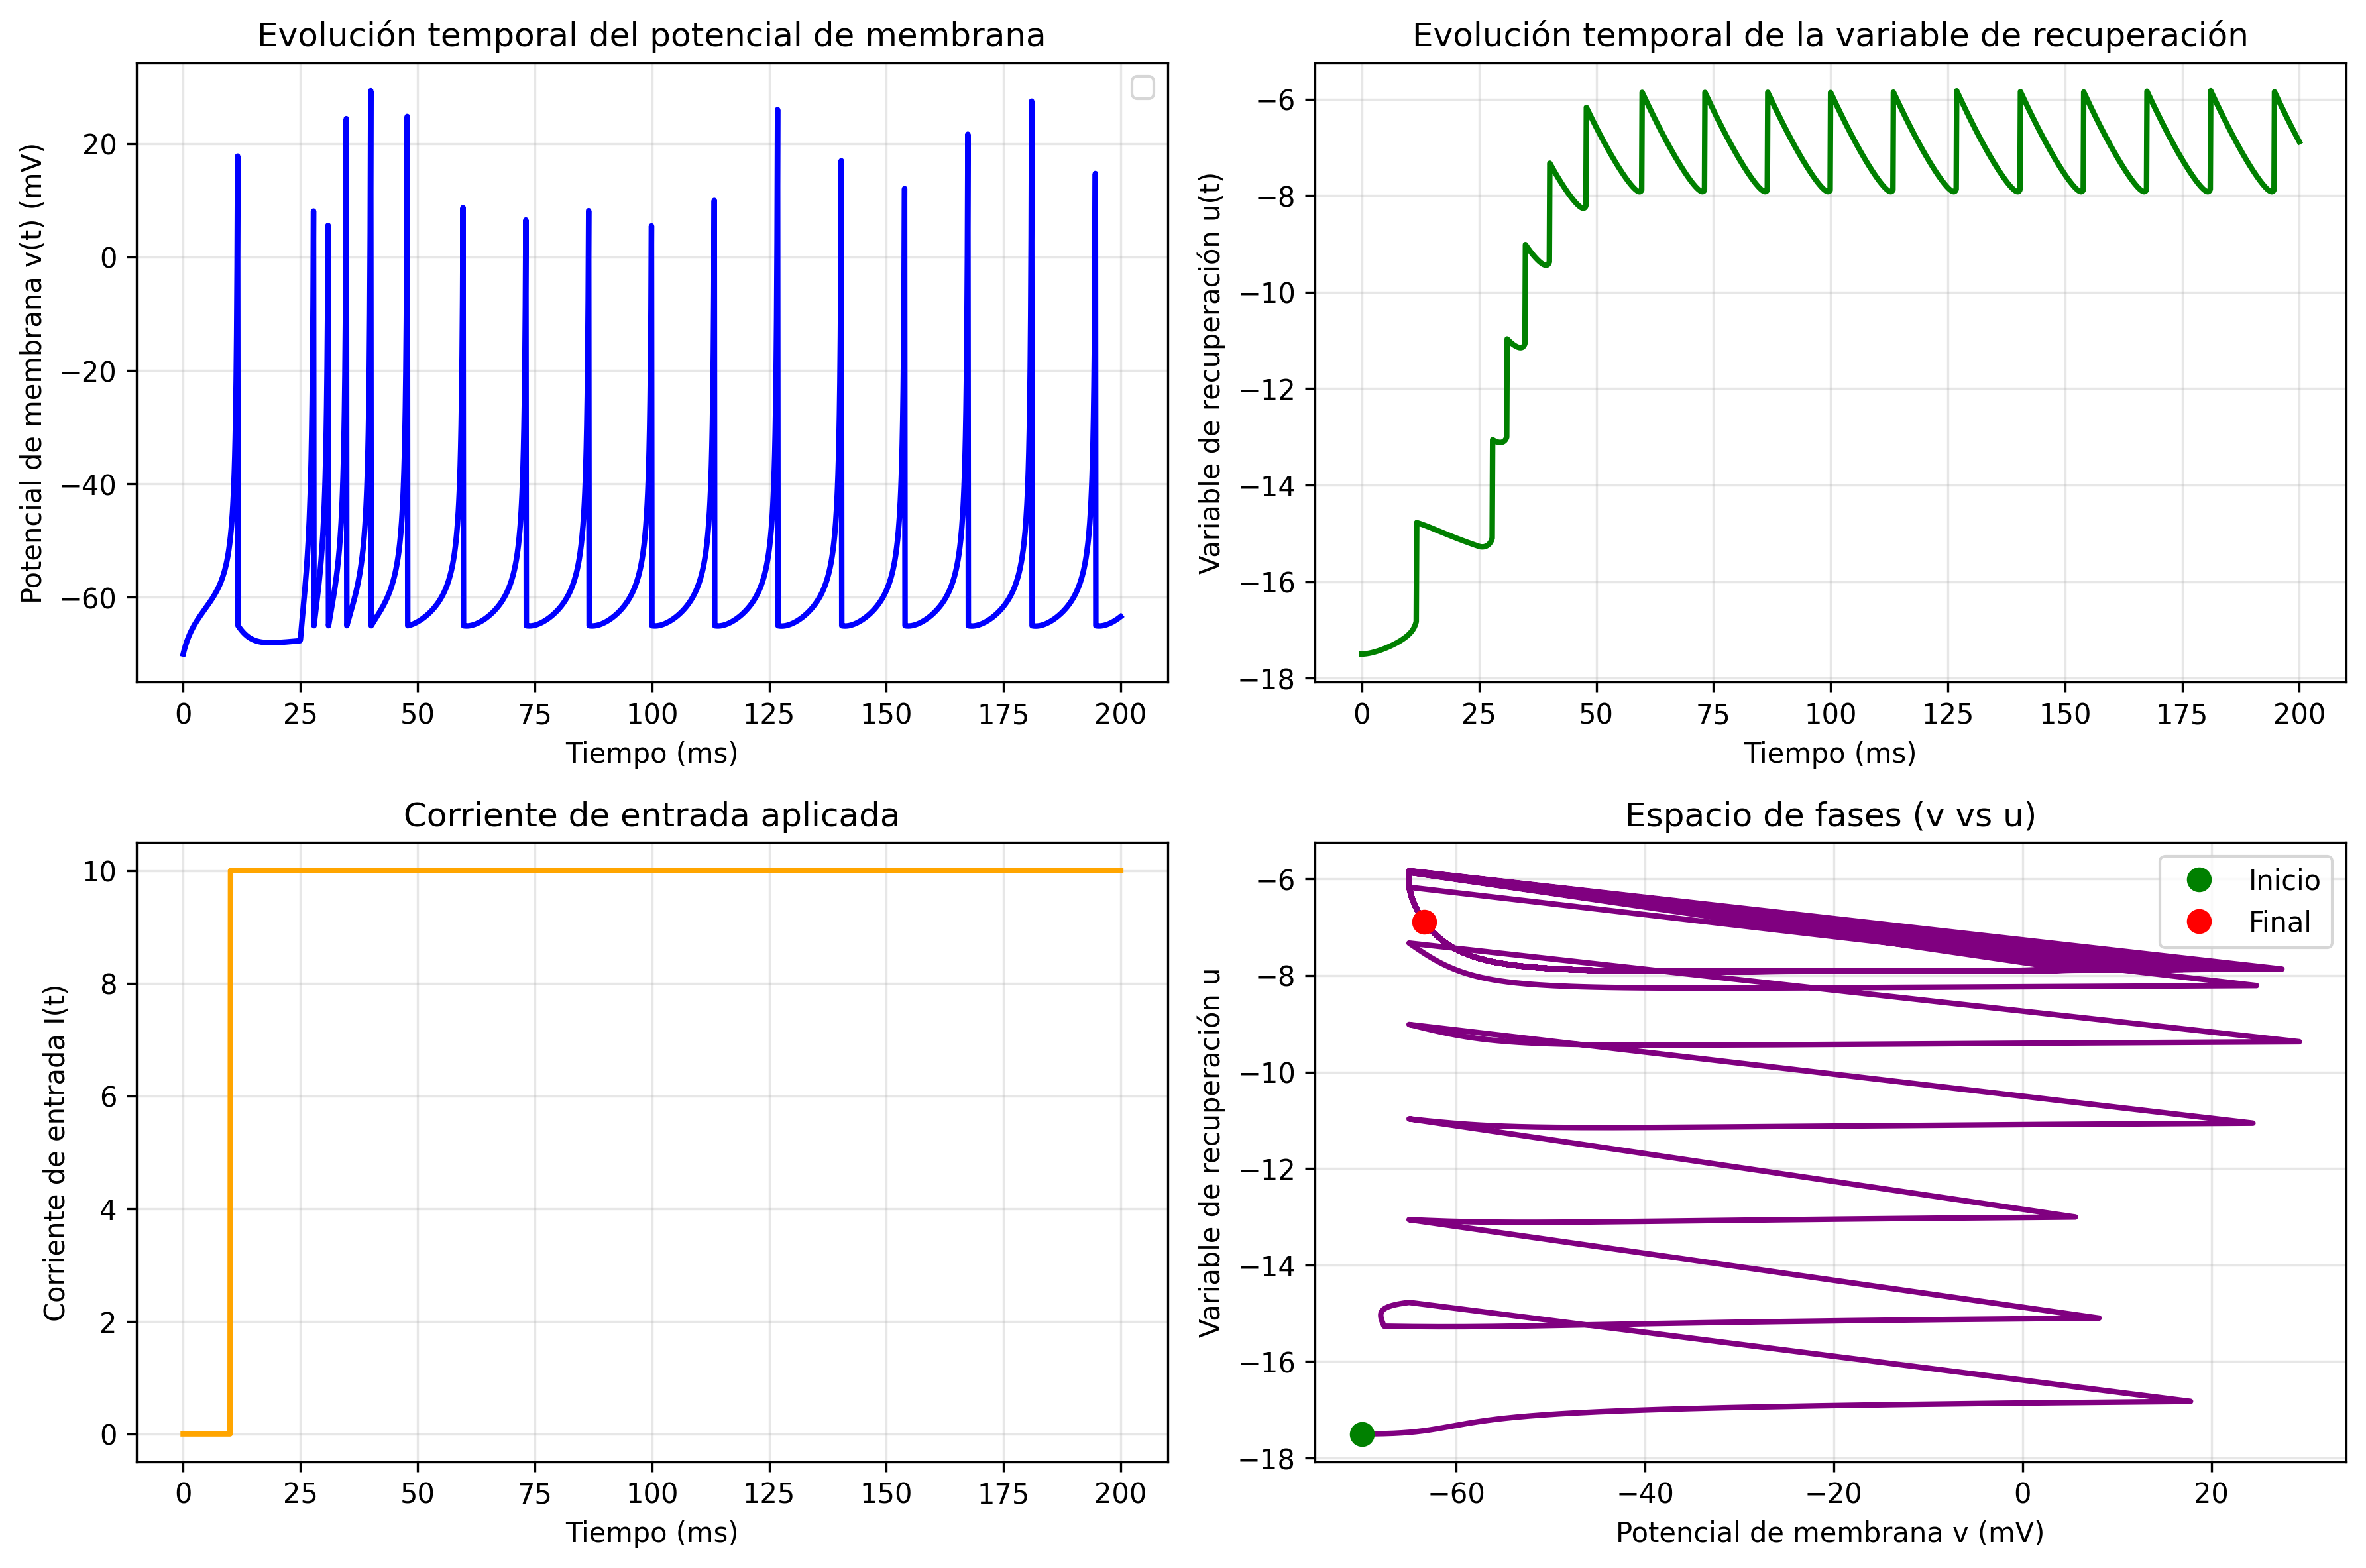 Evolución temporal del potencial de membrana
Potencial de membrana v(t) (mV)
20
0
−20
−40
−60
0 25 50 75 100 125 150 175 200
Tiempo (ms)
Evolución temporal de la variable de recuperación
Variable de recuperación u(t)
−6
−8
−10
−12
−14
−16
−18
0 25 50 75 100 125 150 175 200
Tiempo (ms)
Corriente de entrada aplicada
Corriente de entrada I(t)
10
8
6
4
2
0
0 25 50 75 100 125 150 175 200
Tiempo (ms)
Espacio de fases (v vs u)
Variable de recuperación u
−6
−8
−10
−12
−14
−16
−18
Inicio
Final
−60 −40 −20 0 20
Potencial de membrana v (mV)